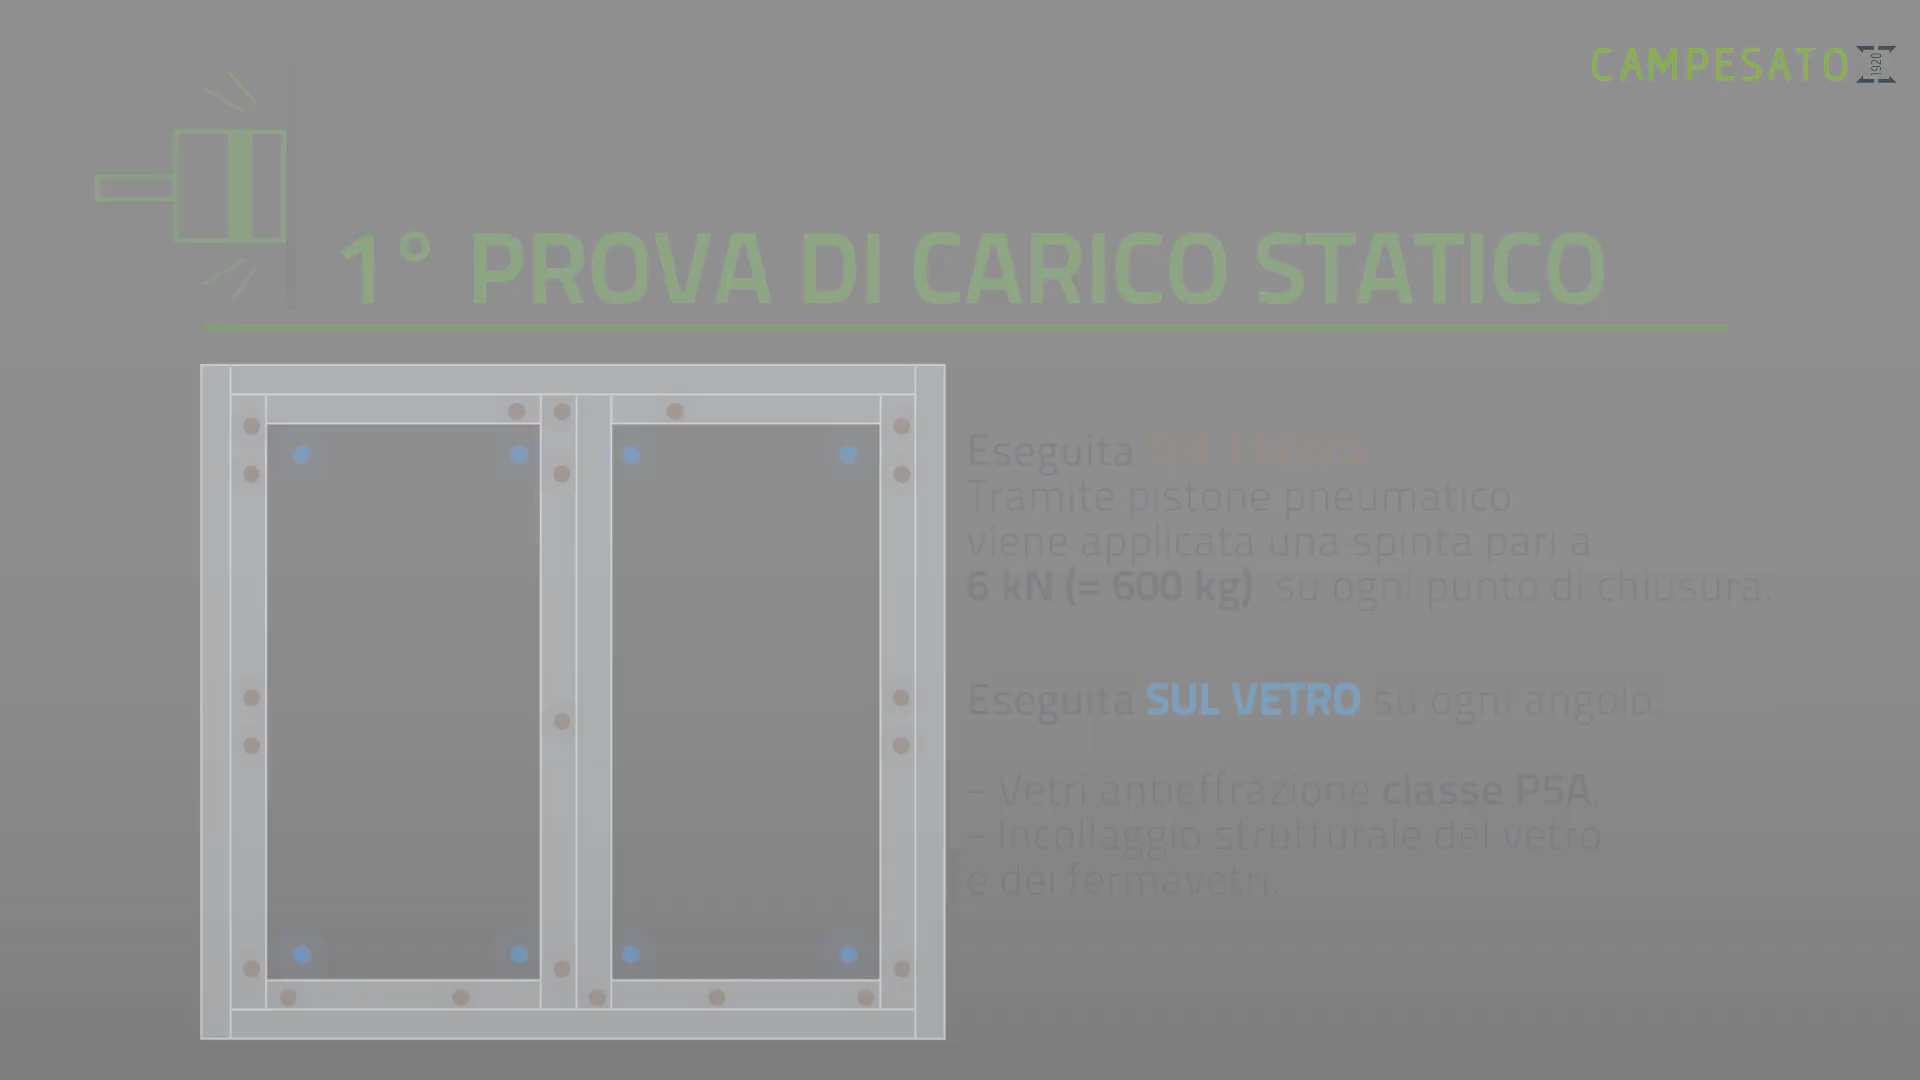 CAMPESATO
1920
1° PROVA DI CARICO STATICO
Eseguita SUL LEGNO.
Tramite pistone pneumatico
viene applicata una spinta pari a
6 kN (= 600 kg) su ogni punto di chiusura.
Eseguita SUL VETRO su ogni angolo.
– Vetri antieffrazione classe P5A,
– Incollaggio strutturale del vetro
e dei fermavetri.